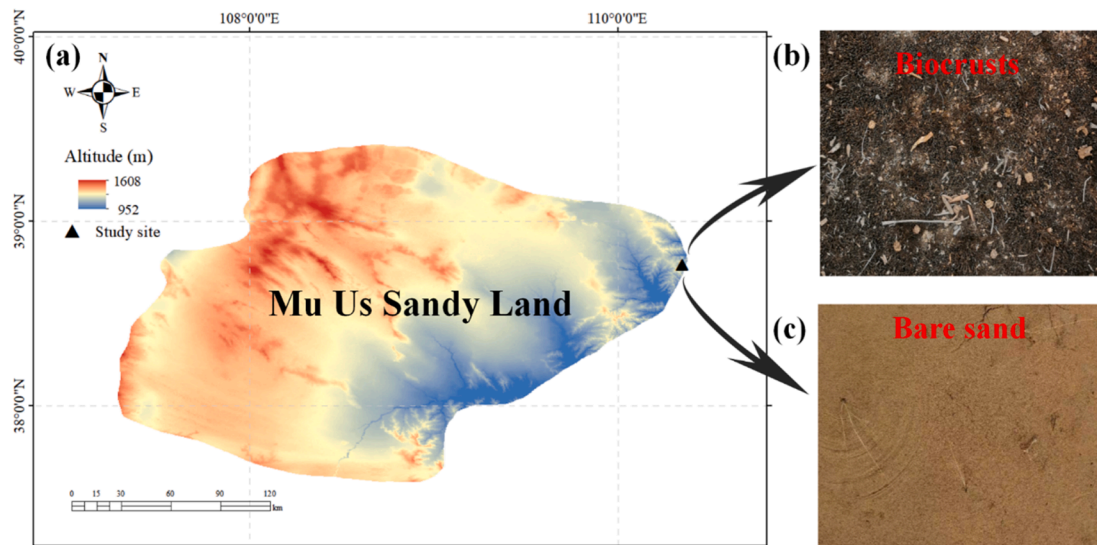 108°0'0"E
110°0'0"E
40°0'0"N
39°0'0"N
38°0'0"N
(a)
N
W
E
S
Altitude (m)
1608
952
Study site
Mu Us Sandy Land
0 15 30 60 90 120
km
(b)
Biocrusts
(c)
Bare sand